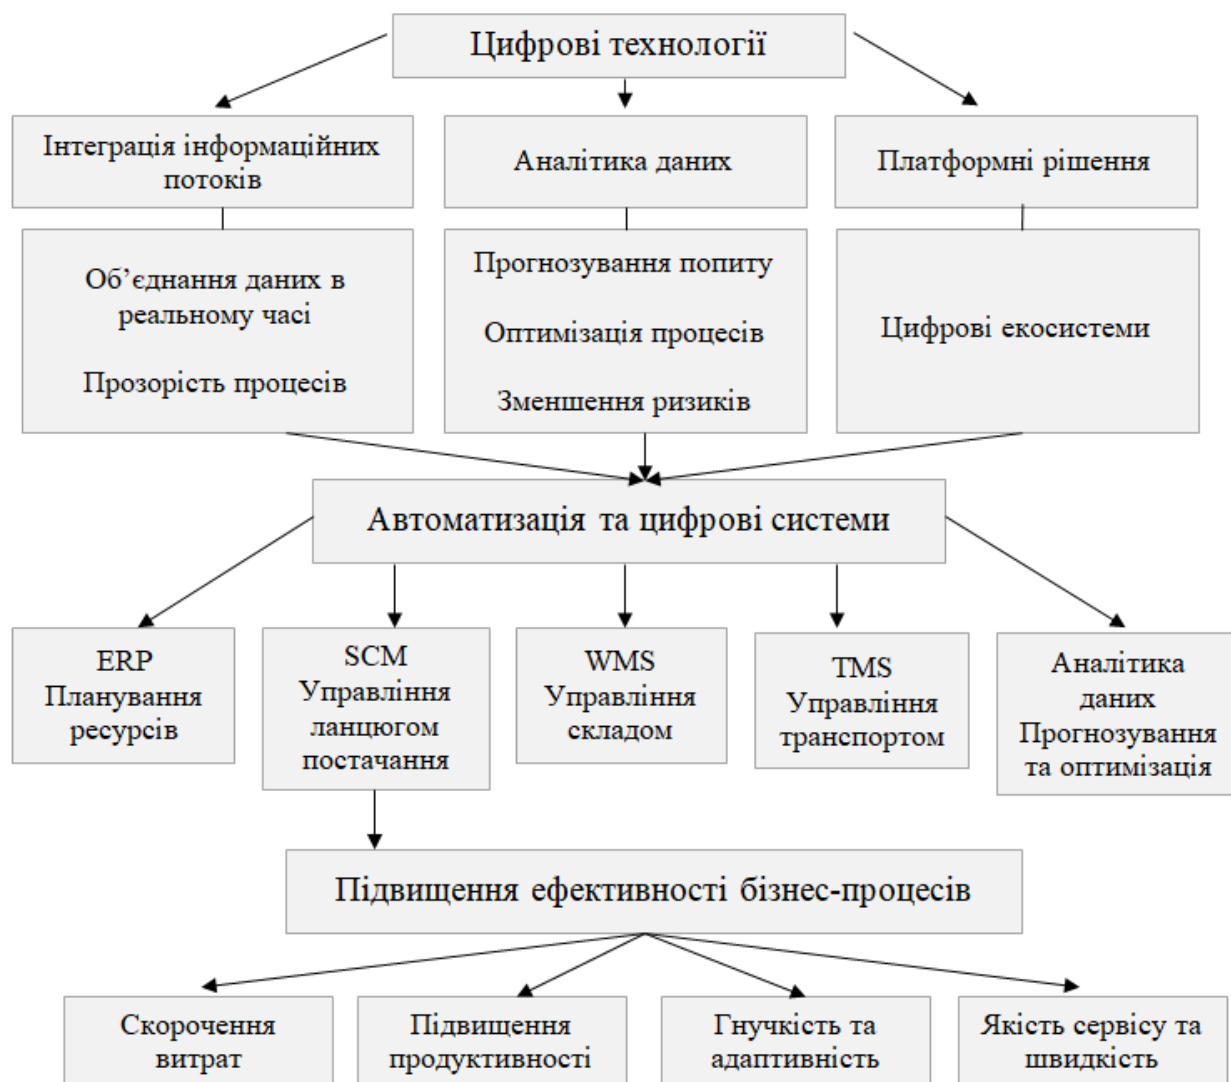 Цифрові технології
Інтеграція інформаційних
потоків
Аналітика даних
Платформні рішення
Об’єднання даних в
реальному часі
Прозорість процесів
Прогнозування попиту
Оптимізація процесів
Зменшення ризиків
Цифрові екосистеми
Автоматизація та цифрові системи
ERP
Планування
ресурсів
SCM
Управління
ланцюгом
постачання
WMS
Управління
складом
TMS
Управління
транспортом
Аналітика
даних
Прогнозування
та оптимізація
Підвищення ефективності бізнес-процесів
Скорочення
витрат
Підвищення
продуктивності
Гнучкість та
адаптивність
Якість сервісу та
швидкість